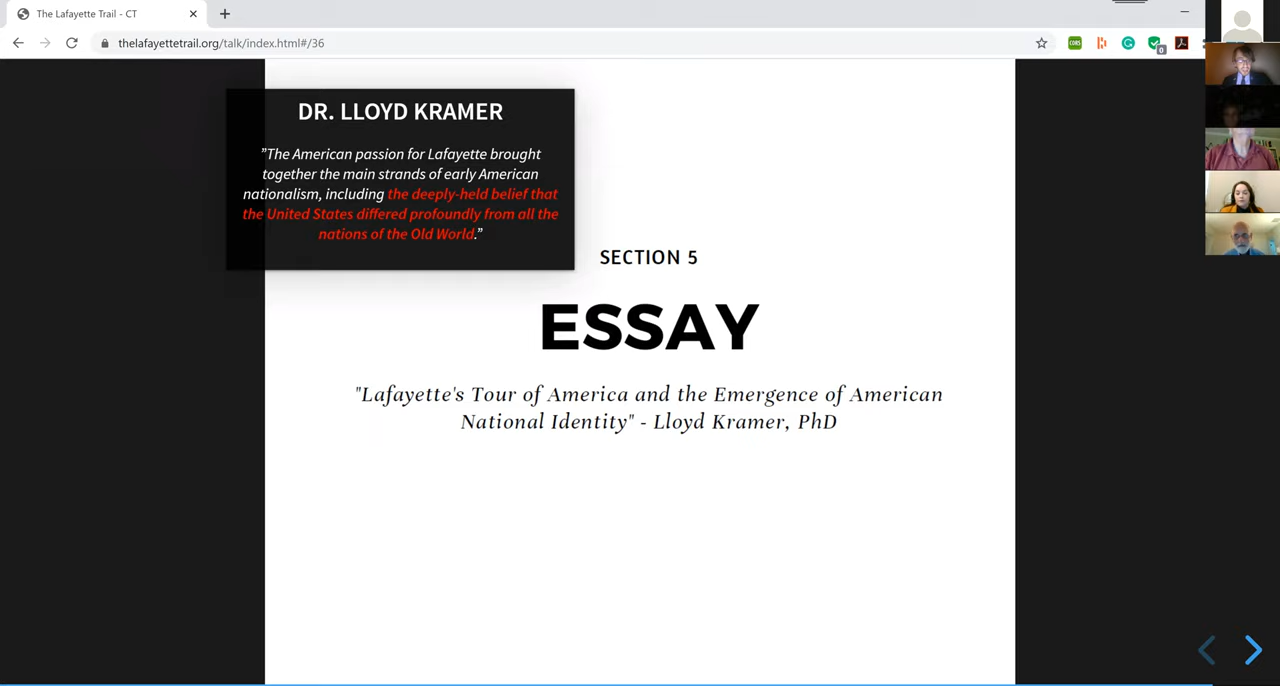 The Lafayette Trail - CT
thelafayettetrail.org/talk/index.html#/36
CORS
0
DR. LLOYD KRAMER
"The American passion for Lafayette brought
together the main strands of early American
nationalism, including the deeply-held belief that
the United States differed profoundly from all the
nations of the Old World."
SECTION 5
ESSAY
"Lafayette's Tour of America and the Emergence of American
National Identity" - Lloyd Kramer, PhD